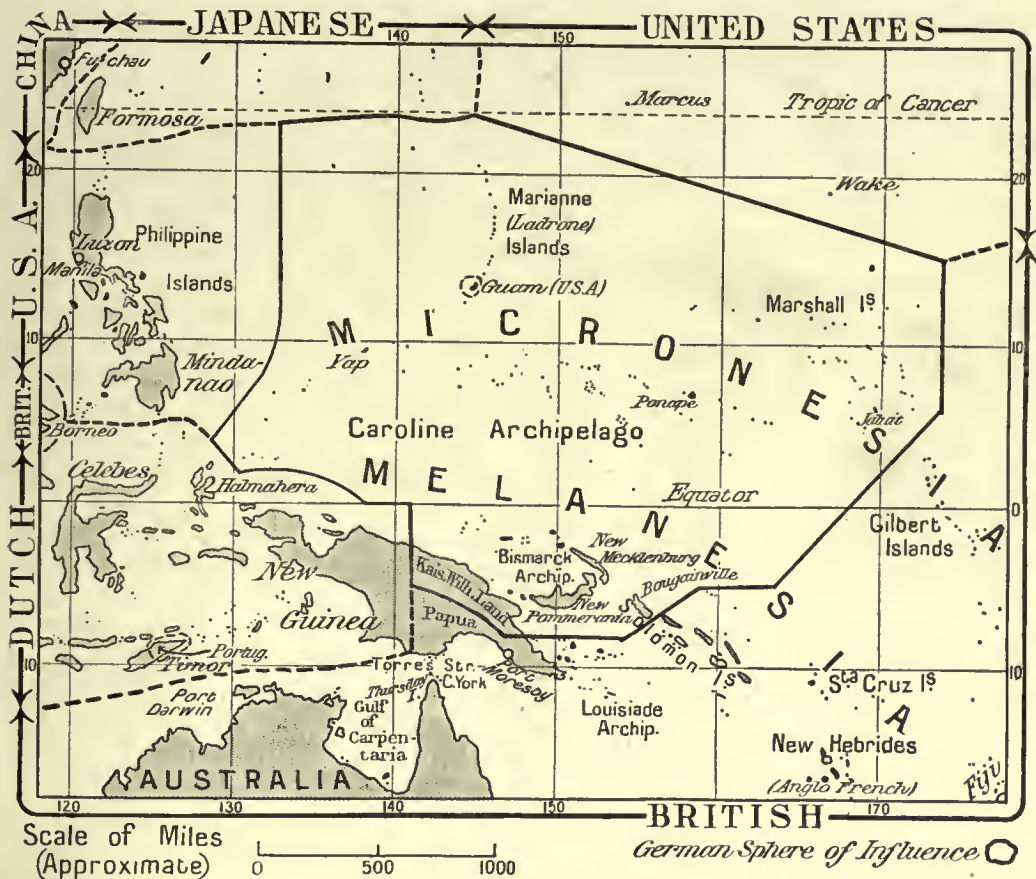 CHINA
JAPANESE
UNITED STATES
140
150
Fuschau
Formosa
Marcus
Tropic of Cancer
20
20
Wake
U.S.A.
Luzon
Philippine
Manila
Islands
Marianne
(Ladrone)
Islands
Guam (U.S.A)
Marshall Is
10
10
MICRONESIA
Yap
Minda-
nao
Ponape
Jaluit
BRIT.
Borneo
Caroline Archipelago
Celebes
Halmahera
MELANESIA
Equator
0
Gilbert
Islands
DUTCH
New
Guinea
Kais. Wilh. Land
Papua
Bismarck
Archip.
New
Mecklenburg
New
Pommerania
Bougainville
Solomon Is
Portug.
Timor
10
10
Torres Str.
C. York
Thursday I.
Port
Moresby
Sta Cruz Is
Port
Darwin
Gulf
of
Carpen-
taria
Louisiade
Archip.
New Hebrides
(Anglo French)
Fiji
AUSTRALIA
120
130
140
150
170
BRITISH
Scale of Miles
(Approximate)
0 500 1000
German Sphere of Influence